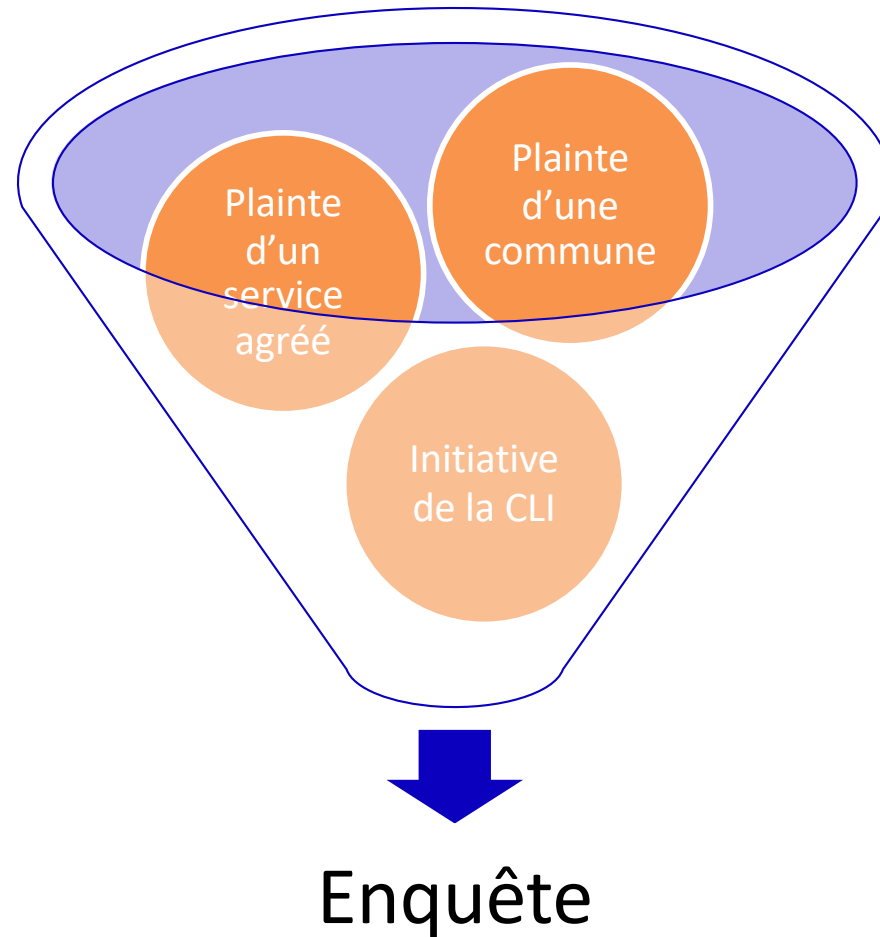 Plainte
d’un
service
agréé
Plainte
d’une
commune
Initiative
de la CLI
Enquête